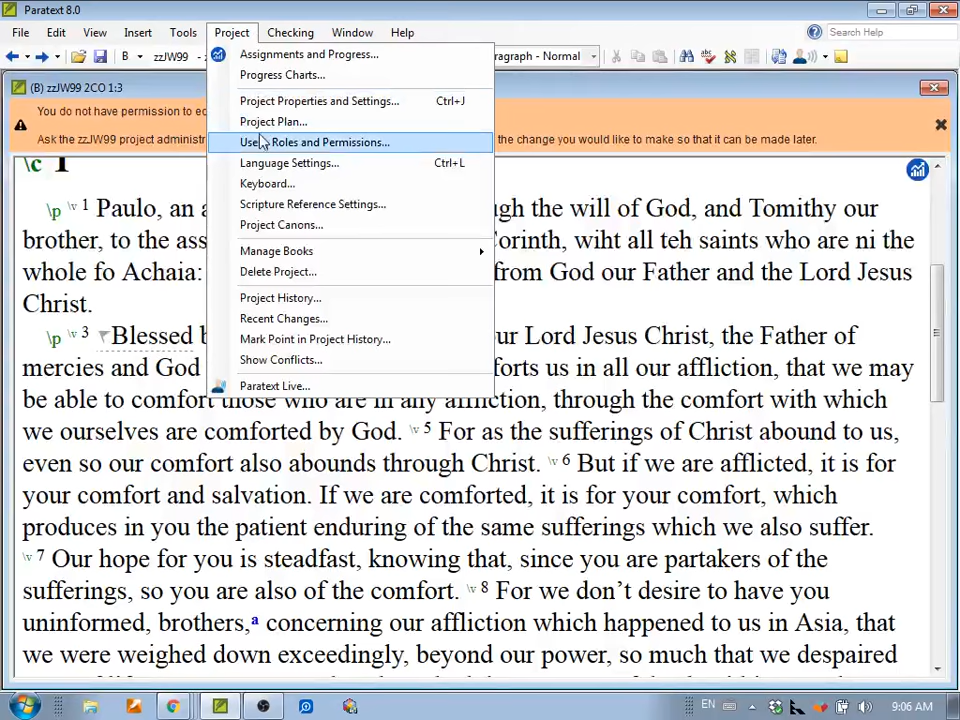 Paratext 8.0
File Edit View Insert Tools Project Checking Window Help
Search Help
B zzJW99 -
ragraph - Normal
Assignments and Progress...
Progress Charts...
Project Properties and Settings... Ctrl+J
Project Plan...
Roles and Permissions...
Language Settings... Ctrl+L
Keyboard...
Scripture Reference Settings...
Project Canons...
Manage Books
Delete Project...
Project History...
Recent Changes...
Mark Point in Project History...
Show Conflicts...
Paratext Live...
(B) zzJW99 2CO 1:3
You do not have permission to e
Ask the zzJW99 project administr the change you would like to make so that it can be made later.
\c 1
\p \v 1 Paulo, an a gh the will of God, and Tomithy our
brother, to the ass Corinth, wiht all teh saints who are ni the
whole fo Achaia: from God our Father and the Lord Jesus
Christ.
\p \v 3 Blessed b our Lord Jesus Christ, the Father of
mercies and God forts us in all our affliction, that we may
be able to comfort those who are in any affliction, through the comfort with which
we ourselves are comforted by God. \v 5 For as the sufferings of Christ abound to us,
even so our comfort also abounds through Christ. \v 6 But if we are afflicted, it is for
your comfort and salvation. If we are comforted, it is for your comfort, which
produces in you the patient enduring of the same sufferings which we also suffer.
\v 7 Our hope for you is steadfast, knowing that, since you are partakers of the
sufferings, so you are also of the comfort. \v 8 For we don’t desire to have you
uninformed, brothers,a concerning our affliction which happened to us in Asia, that
we were weighed down exceedingly, beyond our power, so much that we despaired
EN 9:06 AM